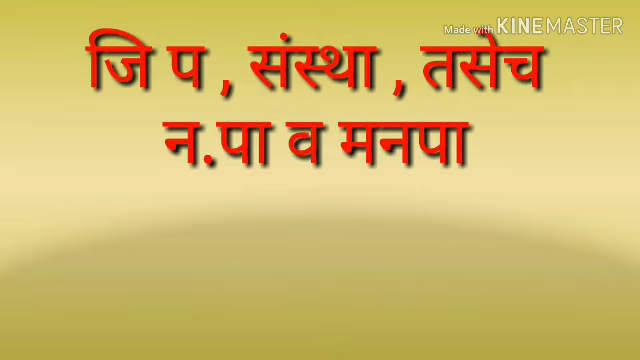 Made with KINEMASTER
जि प , संस्था , तसेच
न.पा व मनपा